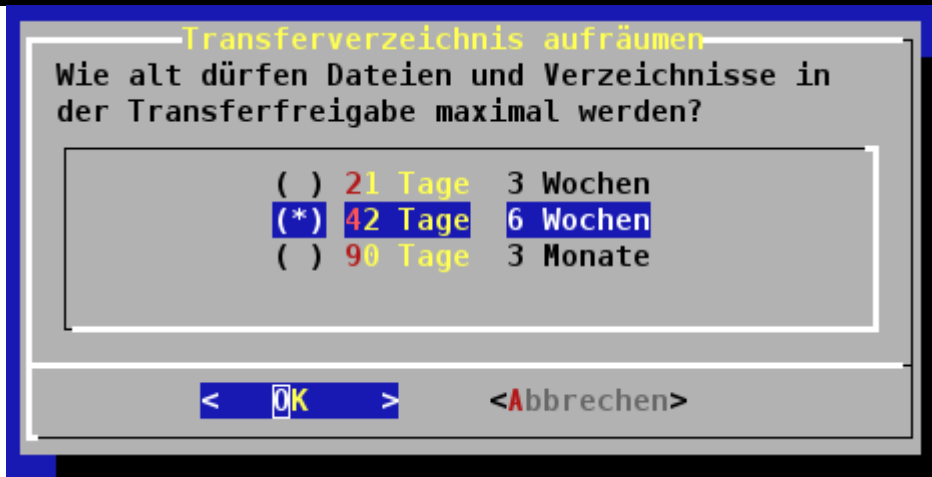 Transferverzeichnis aufräumen
Wie alt dürfen Dateien und Verzeichnisse in
der Transferfreigabe maximal werden?
( ) 21 Tage 3 Wochen
(*) 42 Tage 6 Wochen
( ) 90 Tage 3 Monate
< OK > <Abbrechen>